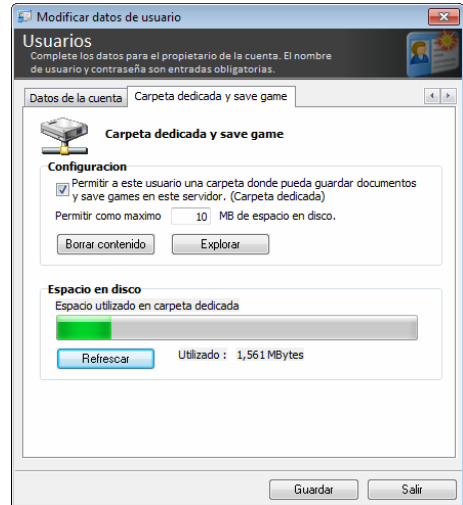 Modificar datos de usuario
Usuarios
Complete los datos para el propietario de la cuenta. El nombre
de usuario y contraseña son entradas obligatorias.
Datos de la cuenta
Carpeta dedicada y save game
Carpeta dedicada y save game
Configuracion
Permitir a este usuario una carpeta donde pueda guardar documentos
y save games en este servidor. (Carpeta dedicada)
Permitir como maximo 10 MB de espacio en disco.
Borrar contenido
Explorar
Espacio en disco
Espacio utilizado en carpeta dedicada
Refrescar
Utilizado : 1,561 MBytes
Guardar
Salir